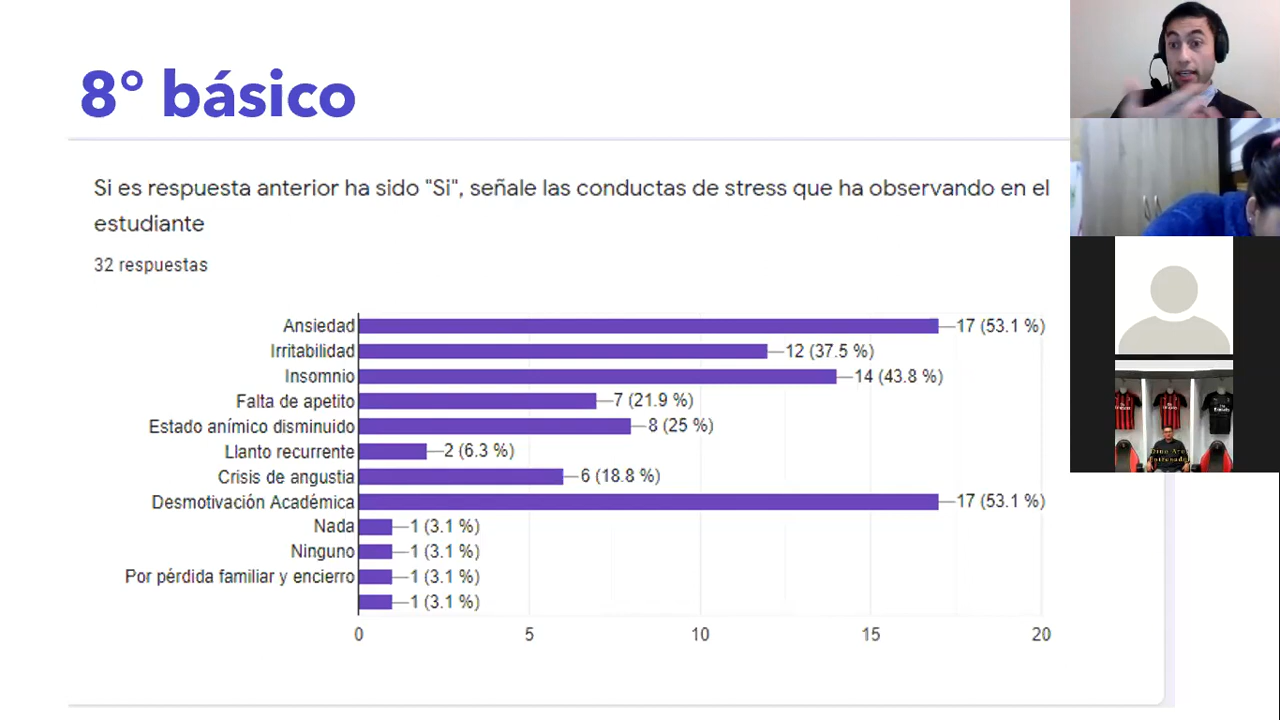 8° básico
Si es respuesta anterior ha sido "Si", señale las conductas de stress que ha observando en el
estudiante
32 respuestas
Ansiedad 17 (53.1 %)
Irritabilidad 12 (37.5 %)
Insomnio 14 (43.8 %)
Falta de apetito 7 (21.9 %)
Estado anímico disminuido 8 (25 %)
Llanto recurrente 2 (6.3 %)
Crisis de angustia 6 (18.8 %)
Desmotivación Académica 17 (53.1 %)
Nada 1 (3.1 %)
Ninguno 1 (3.1 %)
Por pérdida familiar y encierro 1 (3.1 %)
1 (3.1 %)
0 5 10 15 20